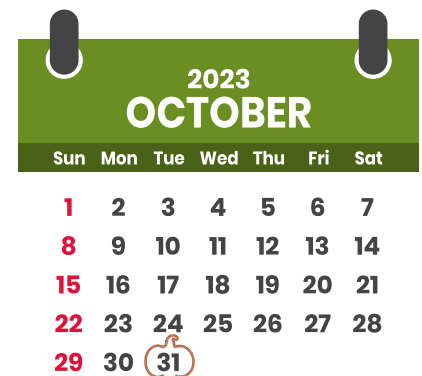 2023
OCTOBER
Sun Mon Tue Wed Thu Fri Sat
1 2 3 4 5 6 7
8 9 10 11 12 13 14
15 16 17 18 19 20 21
22 23 24 25 26 27 28
29 30 31